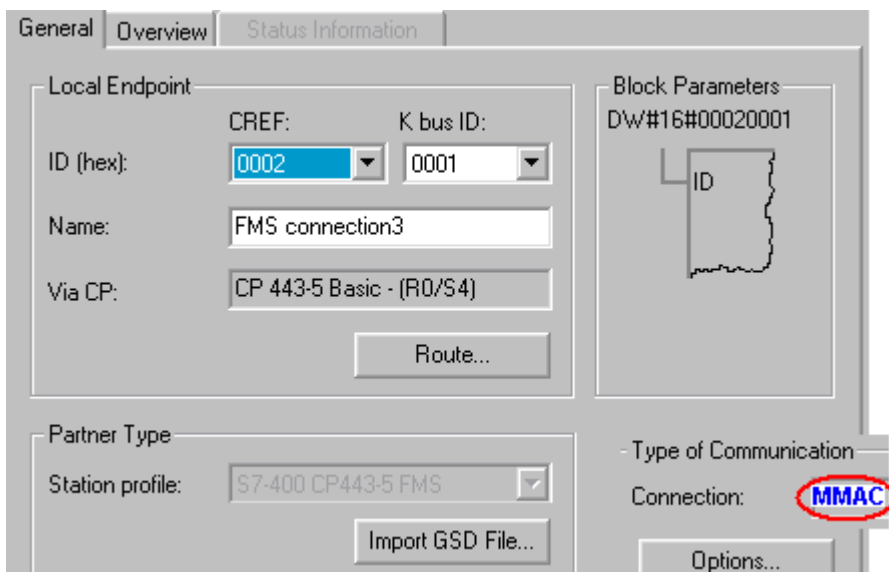 General Overview Status Information
Local Endpoint
CREF: K bus ID:
ID (hex): 0002 0001
Name: FMS connection3
Via CP: CP 443-5 Basic - (R0/S4)
Route...
Block Parameters
DW#16#00020001
ID
Partner Type
Station profile: S7-400 CP443-5 FMS
Import GSD File...
Type of Communication
Connection: MMAC
Options...